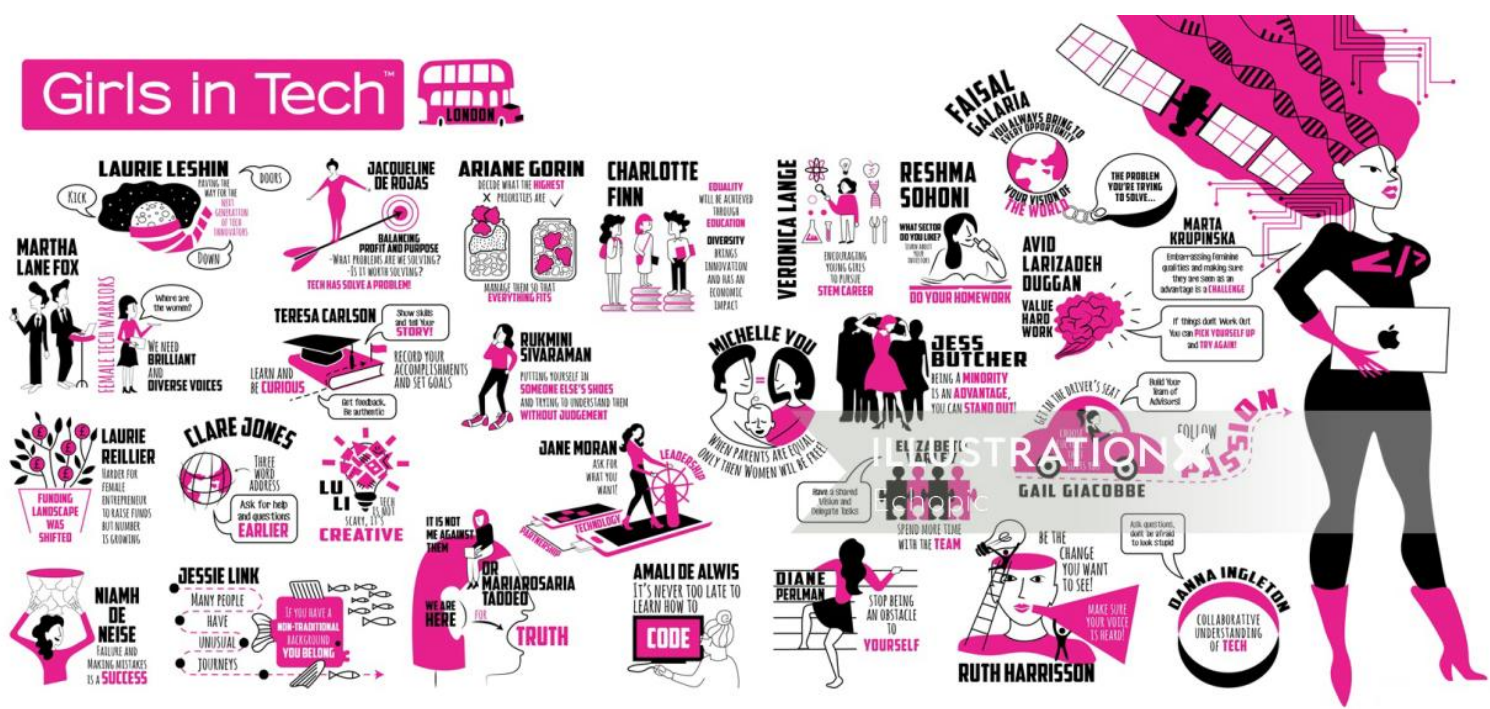 Girls in Tech™
LONDON
LAURIE LESHIN
KICK
DOORS
DOWN
PAVING THE
WAY FOR THE
NEXT
GENERATION
OF TECH
INNOVATORS
JACQUELINE
DE ROJAS
BALANCING
PROFIT AND PURPOSE
-WHAT PROBLEMS ARE WE SOLVING?
-IS IT WORTH SOLVING?
TECH HAS SOLVE A PROBLEM!
ARIANE GORIN
DECIDE WHAT THE HIGHEST
X PRIORITIES ARE ✓
MANAGE THEM SO THAT
EVERYTHING FITS
CHARLOTTE
FINN
EQUALITY
WILL BE ACHIEVED
THROUGH
EDUCATION
DIVERSITY
BRINGS
INNOVATION
AND HAS AN
ECONOMIC
IMPACT
VERONICA LANGE
ENCOURAGING
YOUNG GIRLS
TO PURSUE
STEM CAREER
RESHMA
SOHONI
WHAT SECTOR
DO YOU LIKE?
LEARN ABOUT
YOUR
INVESTORS
DO YOUR HOMEWORK
FAISAL
GALARIA
YOU ALWAYS BRING TO
EVERY OPPORTUNITY
YOUR VISION OF
THE WORLD
THE PROBLEM
YOU'RE TRYING
TO SOLVE...
MARTA
KRUPINSKA
Embarrassing feminine
qualities and making sure
they are seen as an
advantage is a CHALLENGE
If things don't Work Out
You can PICK YOURSELF UP
and TRY AGAIN!
AVID
LARIZADEH
DUGGAN
VALUE
HARD
WORK
</>
MARTHA
LANE FOX
FEMALE TECH WARRIORS
Where are
the women?
WE NEED
BRILLIANT
AND
DIVERSE VOICES
TERESA CARLSON
Show skills
and tell Your
STORY!
LEARN AND
BE CURIOUS
RECORD YOUR
ACCOMPLISHMENTS
AND SET GOALS
Get feedback,
Be authentic
RUKMINI
SIVARAMAN
PUTTING YOURSELF IN
SOMEONE ELSE'S SHOES
AND TRYING TO UNDERSTAND THEM
WITHOUT JUDGEMENT
MICHELLE YOU
=
WHEN PARENTS ARE EQUAL
ONLY THEN WOMEN WIL BE FREE!
JESS
BUTCHER
BEING A MINORITY
IS AN ADVANTAGE,
YOU CAN STAND OUT!
GET IN THE DRIVER'S SEAT
Build Your
Team of
Advisors!
FOLLOW
PASSION
GAIL GIACOBBE
LAURIE
REILLIER
FUNDING
LANDSCAPE
WAS
SHIFTED
HARDER FOR
FEMALE
ENTREPRENEUR
TO RAISE FUNDS
BUT NUMBER
IS GROWING
CLARE JONES
THREE
WORD
ADDRESS
Ask for help
and questions
EARLIER
LU
LI
TECH
IS NOT
SCARY, IT'S
CREATIVE
JANE MORAN
ASK FOR
WHAT YOU
WANT!
LEADERSHIP
TECHNOLOGY
PARTNERSHIP
ELIZABETH
Have a shared
Vision and
Delegate Tasks
SPEND MORE TIME
WITH THE TEAM
ILLUSTRATIONX
Echopic
NIAMH
DE
NEISE
FAILURE AND
MAKING MISTAKES
IS A SUCCESS
JESSIE LINK
MANY PEOPLE
HAVE
UNUSUAL
JOURNEYS
IF YOU HAVE A
NON-TRADITIONAL
BACKGROUND
YOU BELONG
IT IS NOT
ME AGAINST
THEM
DR
MARIAROSARIA
TADDEO
WE ARE
HERE
FOR
TRUTH
AMALI DE ALWIS
IT'S NEVER TOO LATE TO
LEARN HOW TO
CODE
DIANE
PERLMAN
STOP BEING
AN OBSTACLE
TO
YOURSELF
BE THE
CHANGE
YOU WANT
TO SEE!
MAKE SURE
YOUR VOICE
IS HEARD!
RUTH HARRISSON
Ask questions,
don't be afraid
to look stupid
DANNA INGLETON
COLLABORATIVE
UNDERSTANDING
OF TECH